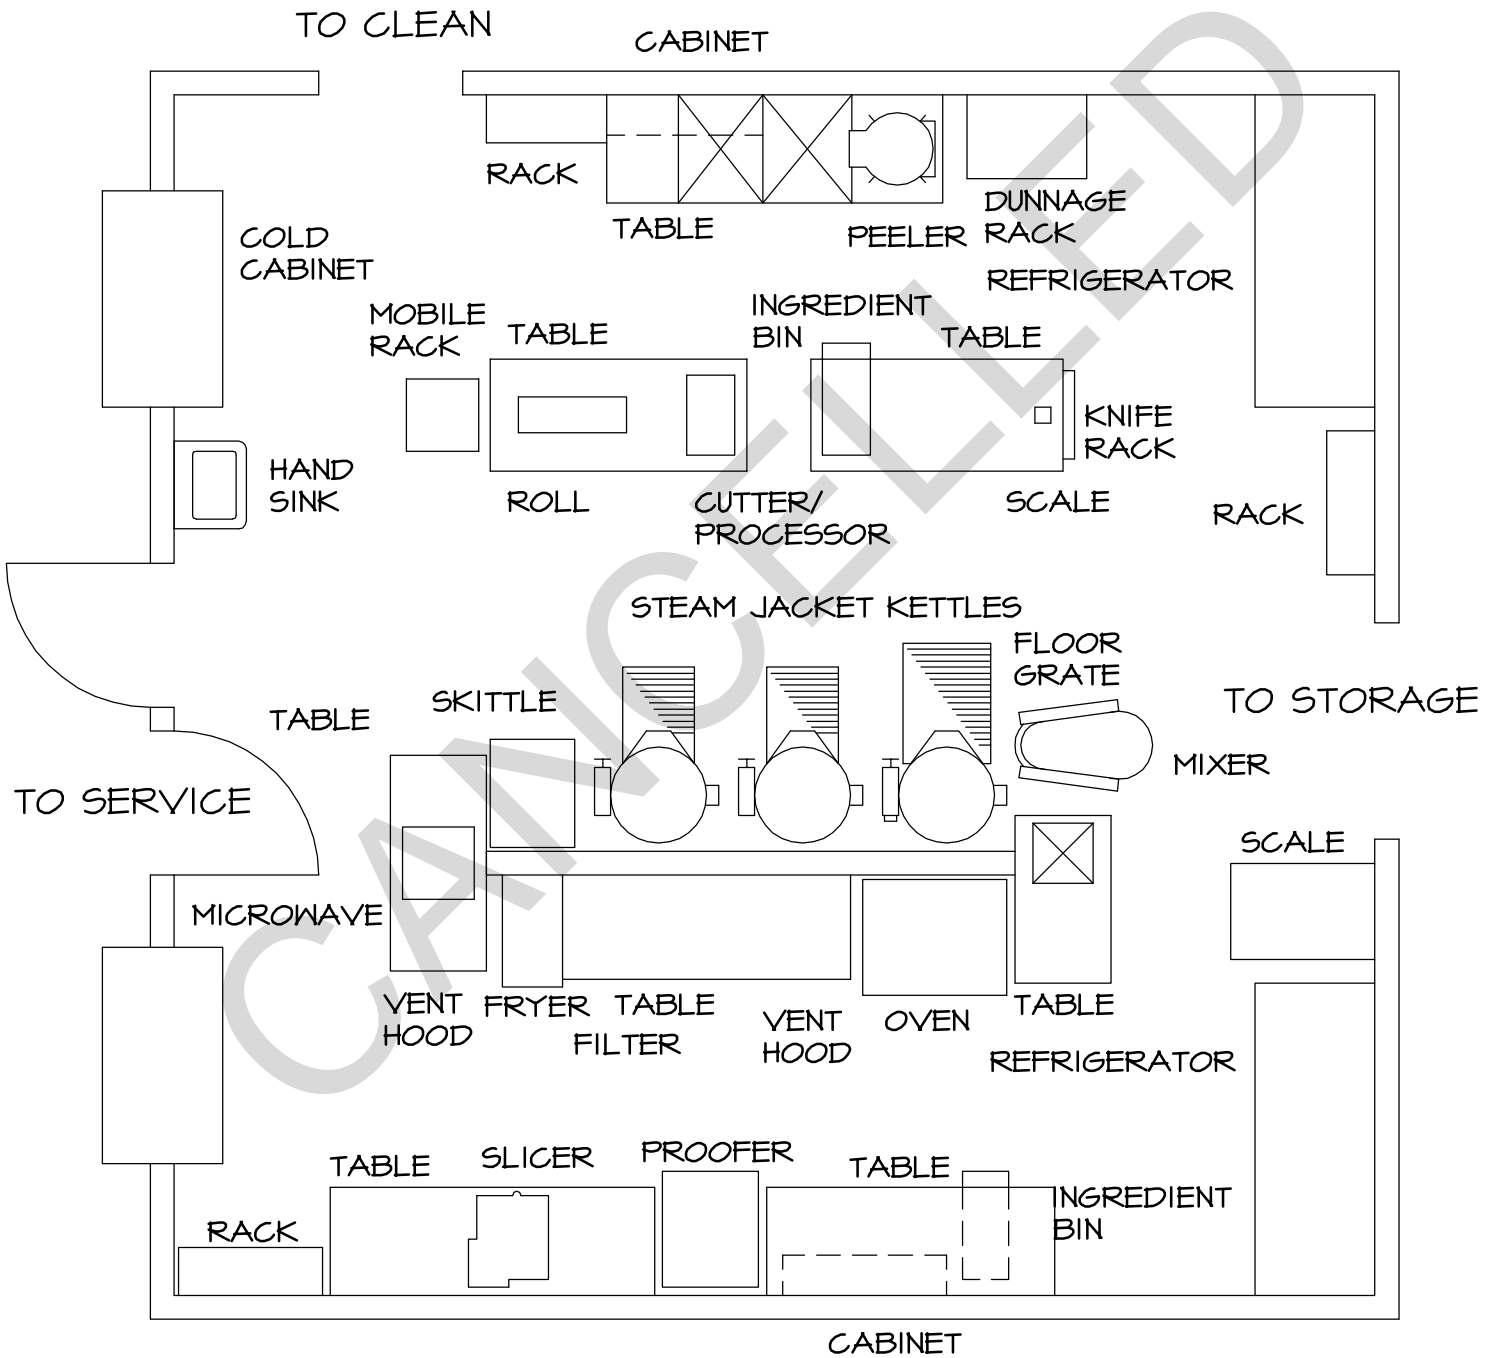 TO CLEAN
CABINET
RACK
TABLE
PEELER
DUNNAGE
RACK
COLD
CABINET
REFRIGERATOR
MOBILE
RACK
TABLE
INGREDIENT
BIN
TABLE
KNIFE
RACK
HAND
SINK
ROLL
CUTTER/
PROCESSOR
SCALE
RACK
STEAM JACKET KETTLES
FLOOR
GRATE
SKITTLE
TABLE
TO STORAGE
MIXER
TO SERVICE
SCALE
MICROWAVE
VENT
HOOD
FRYER
TABLE
FILTER
VENT
HOOD
OVEN
TABLE
REFRIGERATOR
TABLE
SLICER
PROOFER
TABLE
INGREDIENT
BIN
RACK
CABINET
CANCELLED